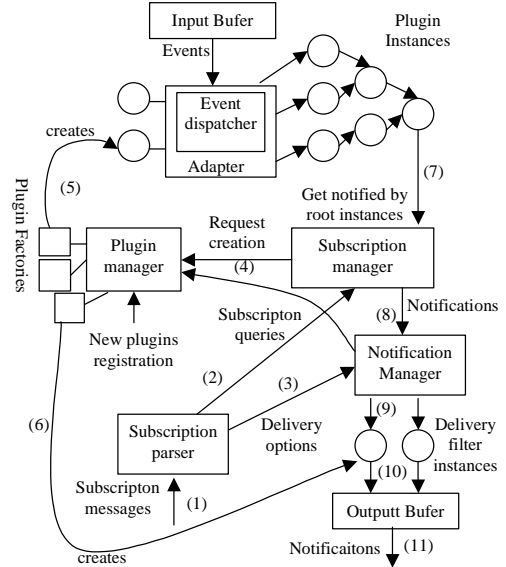 Input Bufer
Plugin
Instances
Events
Event
dispatcher
Adapter
creates
(5)
(7)
Plugin Factories
Get notified by
root instances
Request
creation
(4)
Plugin
manager
Subscription
manager
New plugins
registration
Subscripton
queries
(8)
Notifications
Notification
Manager
(2)
(3)
(6)
(9)
Delivery
options
Delivery
filter
instances
Subscription
parser
(10)
Subscripton
messages
(1)
Outputt Bufer
creates
Notificaitons
(11)